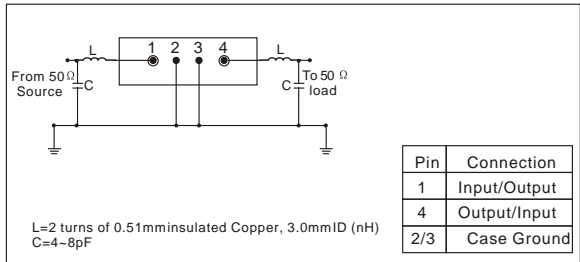 L 1 2 3 4 L
From 50Ω To 50 Ω
Source C C load
Pin Connection
1 Input/Output
4 Output/Input
2/3 Case Ground
L=2 turns of 0.51mminsulated Copper, 3.0mmID (nH)
C=4~8pF